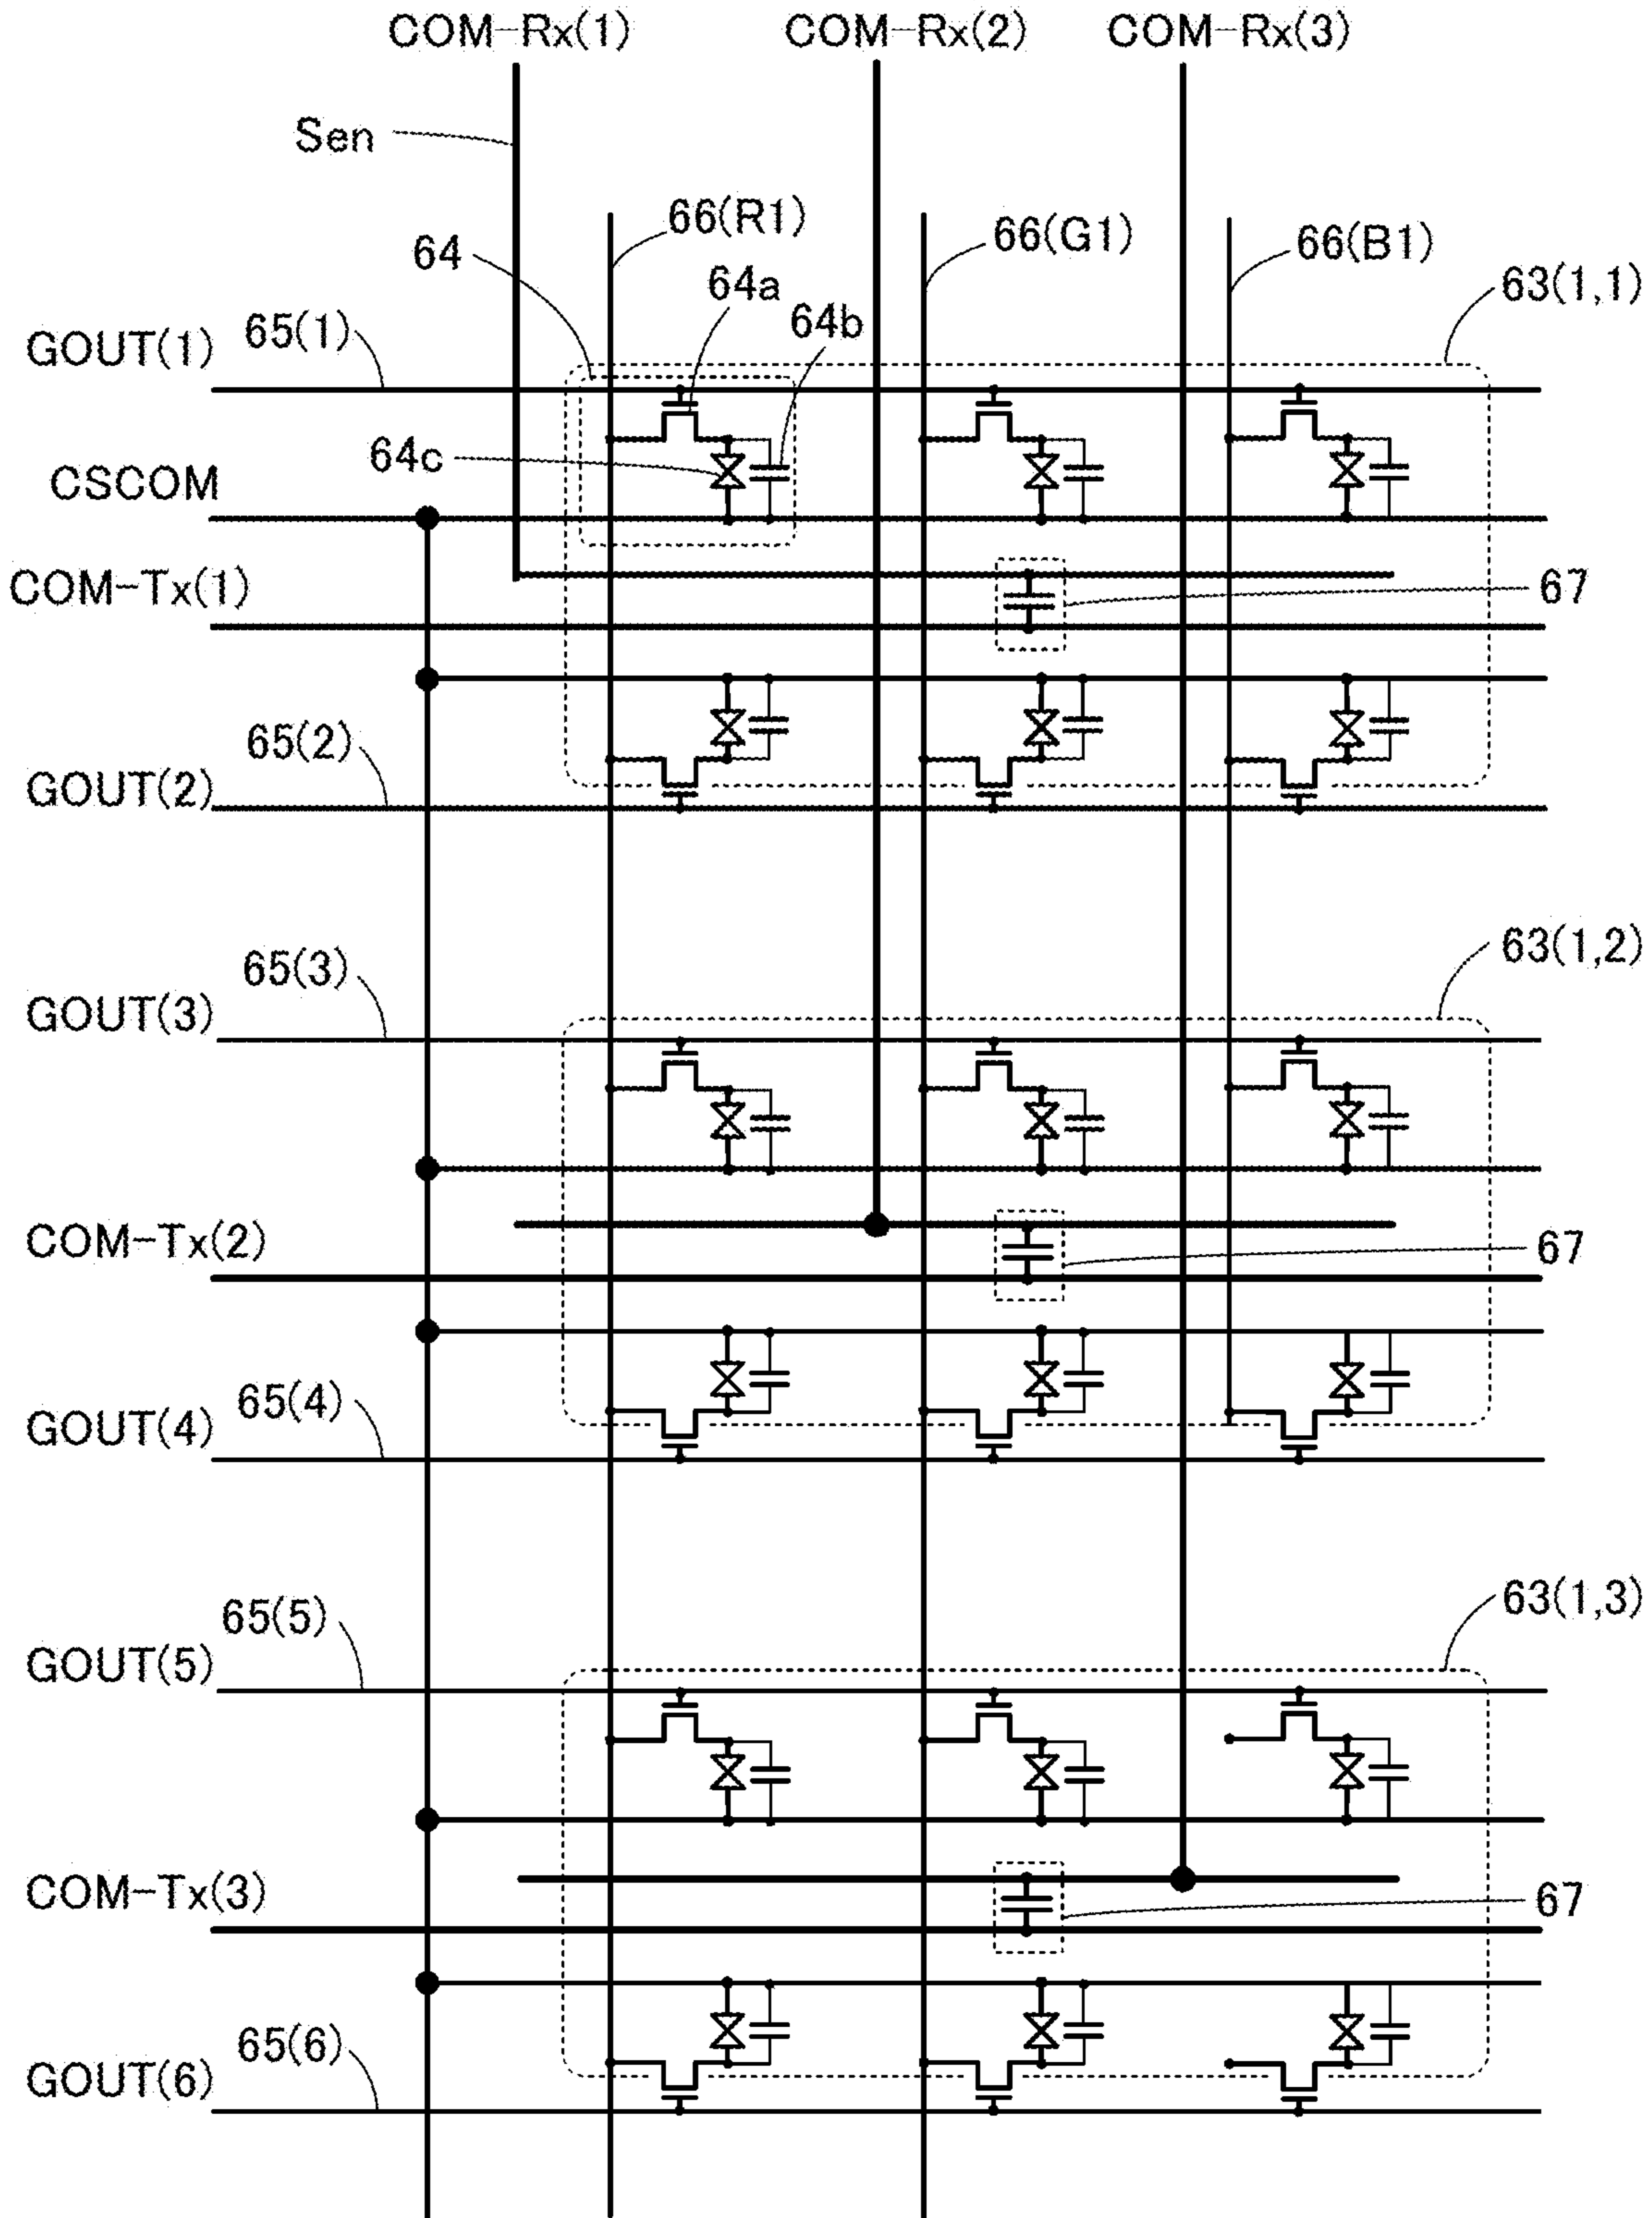 COM-Rx(1) COM-Rx(2) COM-Rx(3)
Sen
66(R1) 66(G1) 66(B1)
64
64a
64b
63(1,1)
GOUT(1) 65(1)
64c
CSCOM
COM-Tx(1)
67
65(2)
GOUT(2)
65(3)
63(1,2)
GOUT(3)
COM-Tx(2)
67
65(4)
GOUT(4)
65(5)
63(1,3)
GOUT(5)
COM-Tx(3)
67
65(6)
GOUT(6)